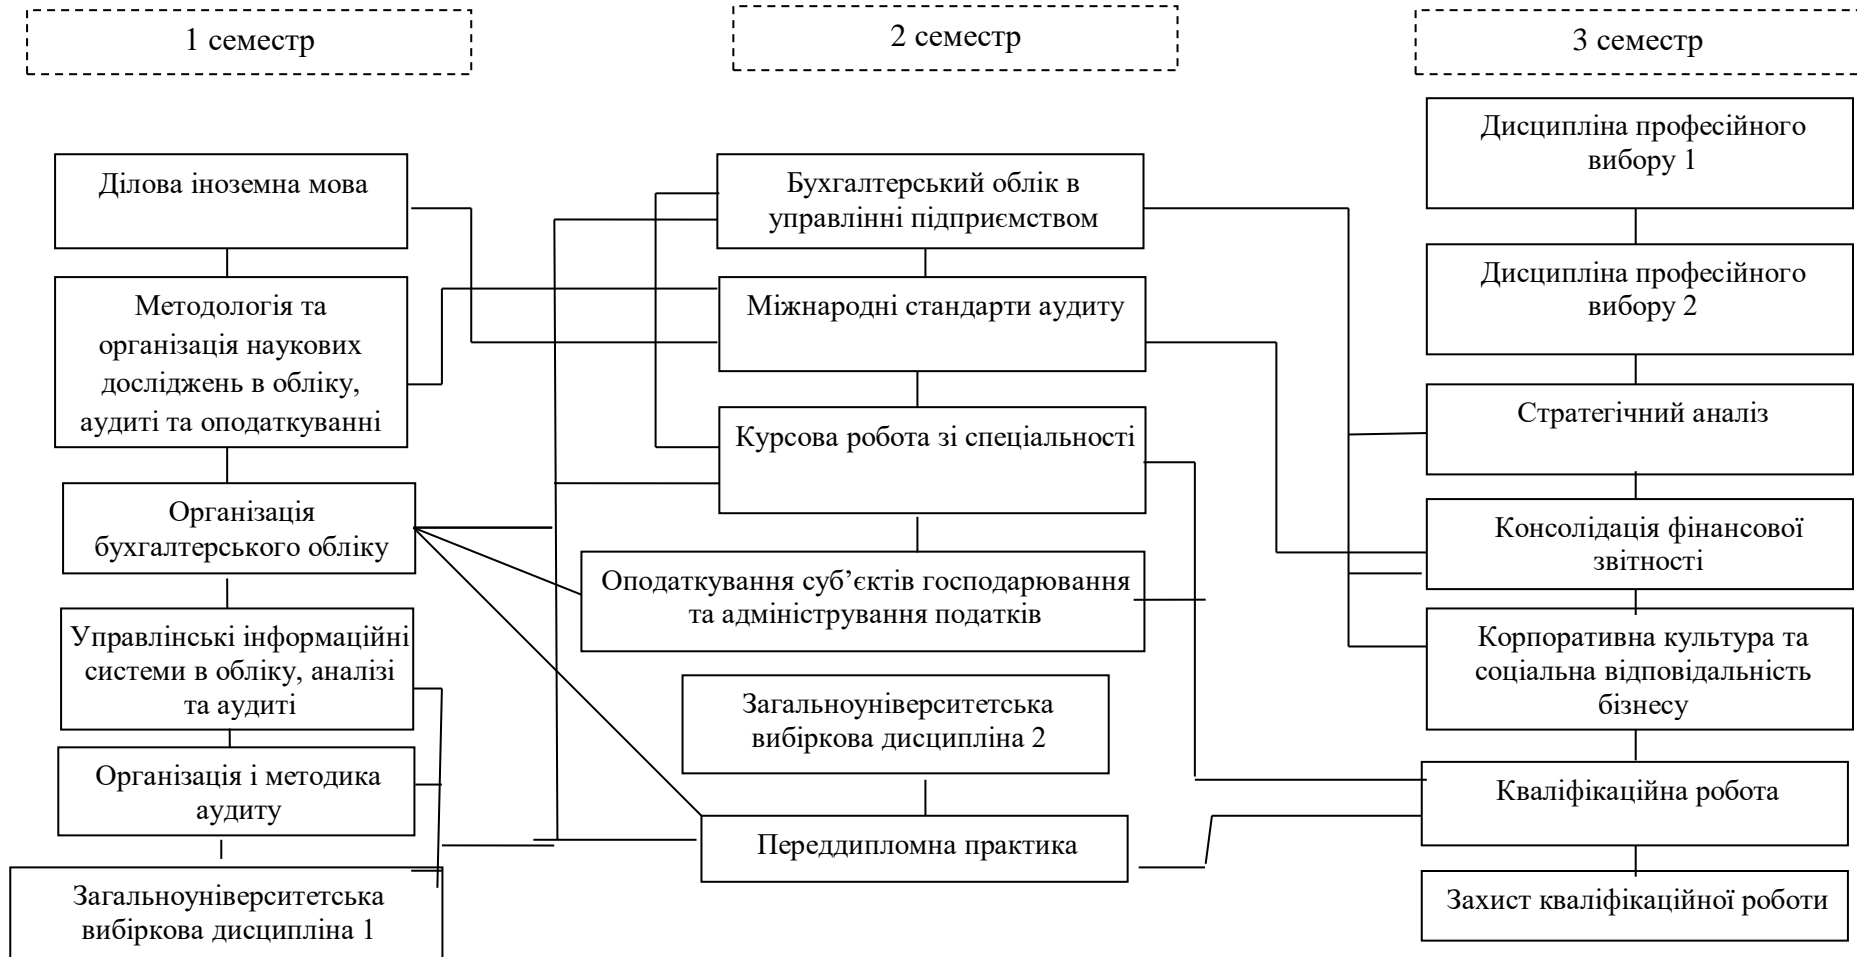 1 семестр
2 семестр
3 семестр
Ділова іноземна мова
Методологія та
організація наукових
досліджень в обліку,
аудиті та оподаткуванні
Організація
бухгалтерського обліку
Управлінські інформаційні
системи в обліку, аналізі
та аудиті
Організація і методика
аудиту
Загальноуніверситетська
вибіркова дисципліна 1
Бухгалтерський облік в
управлінні підприємством
Міжнародні стандарти аудиту
Курсова робота зі спеціальності
Оподаткування суб’єктів господарювання
та адміністрування податків
Загальноуніверситетська
вибіркова дисципліна 2
Переддипломна практика
Дисципліна професійного
вибору 1
Дисципліна професійного
вибору 2
Стратегічний аналіз
Консолідація фінансової
звітності
Корпоративна культура та
соціальна відповідальність
бізнесу
Кваліфікаційна робота
Захист кваліфікаційної роботи